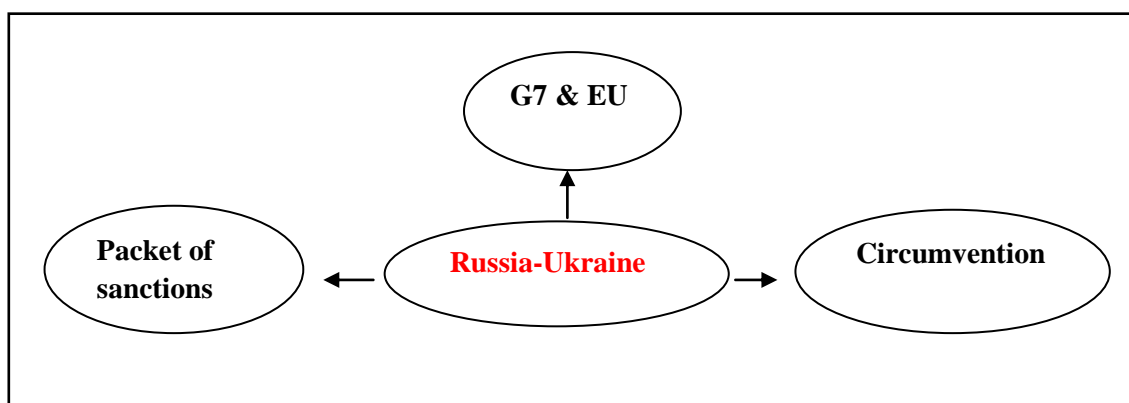 G7 & EU
Packet of
sanctions
Russia-Ukraine
Circumvention